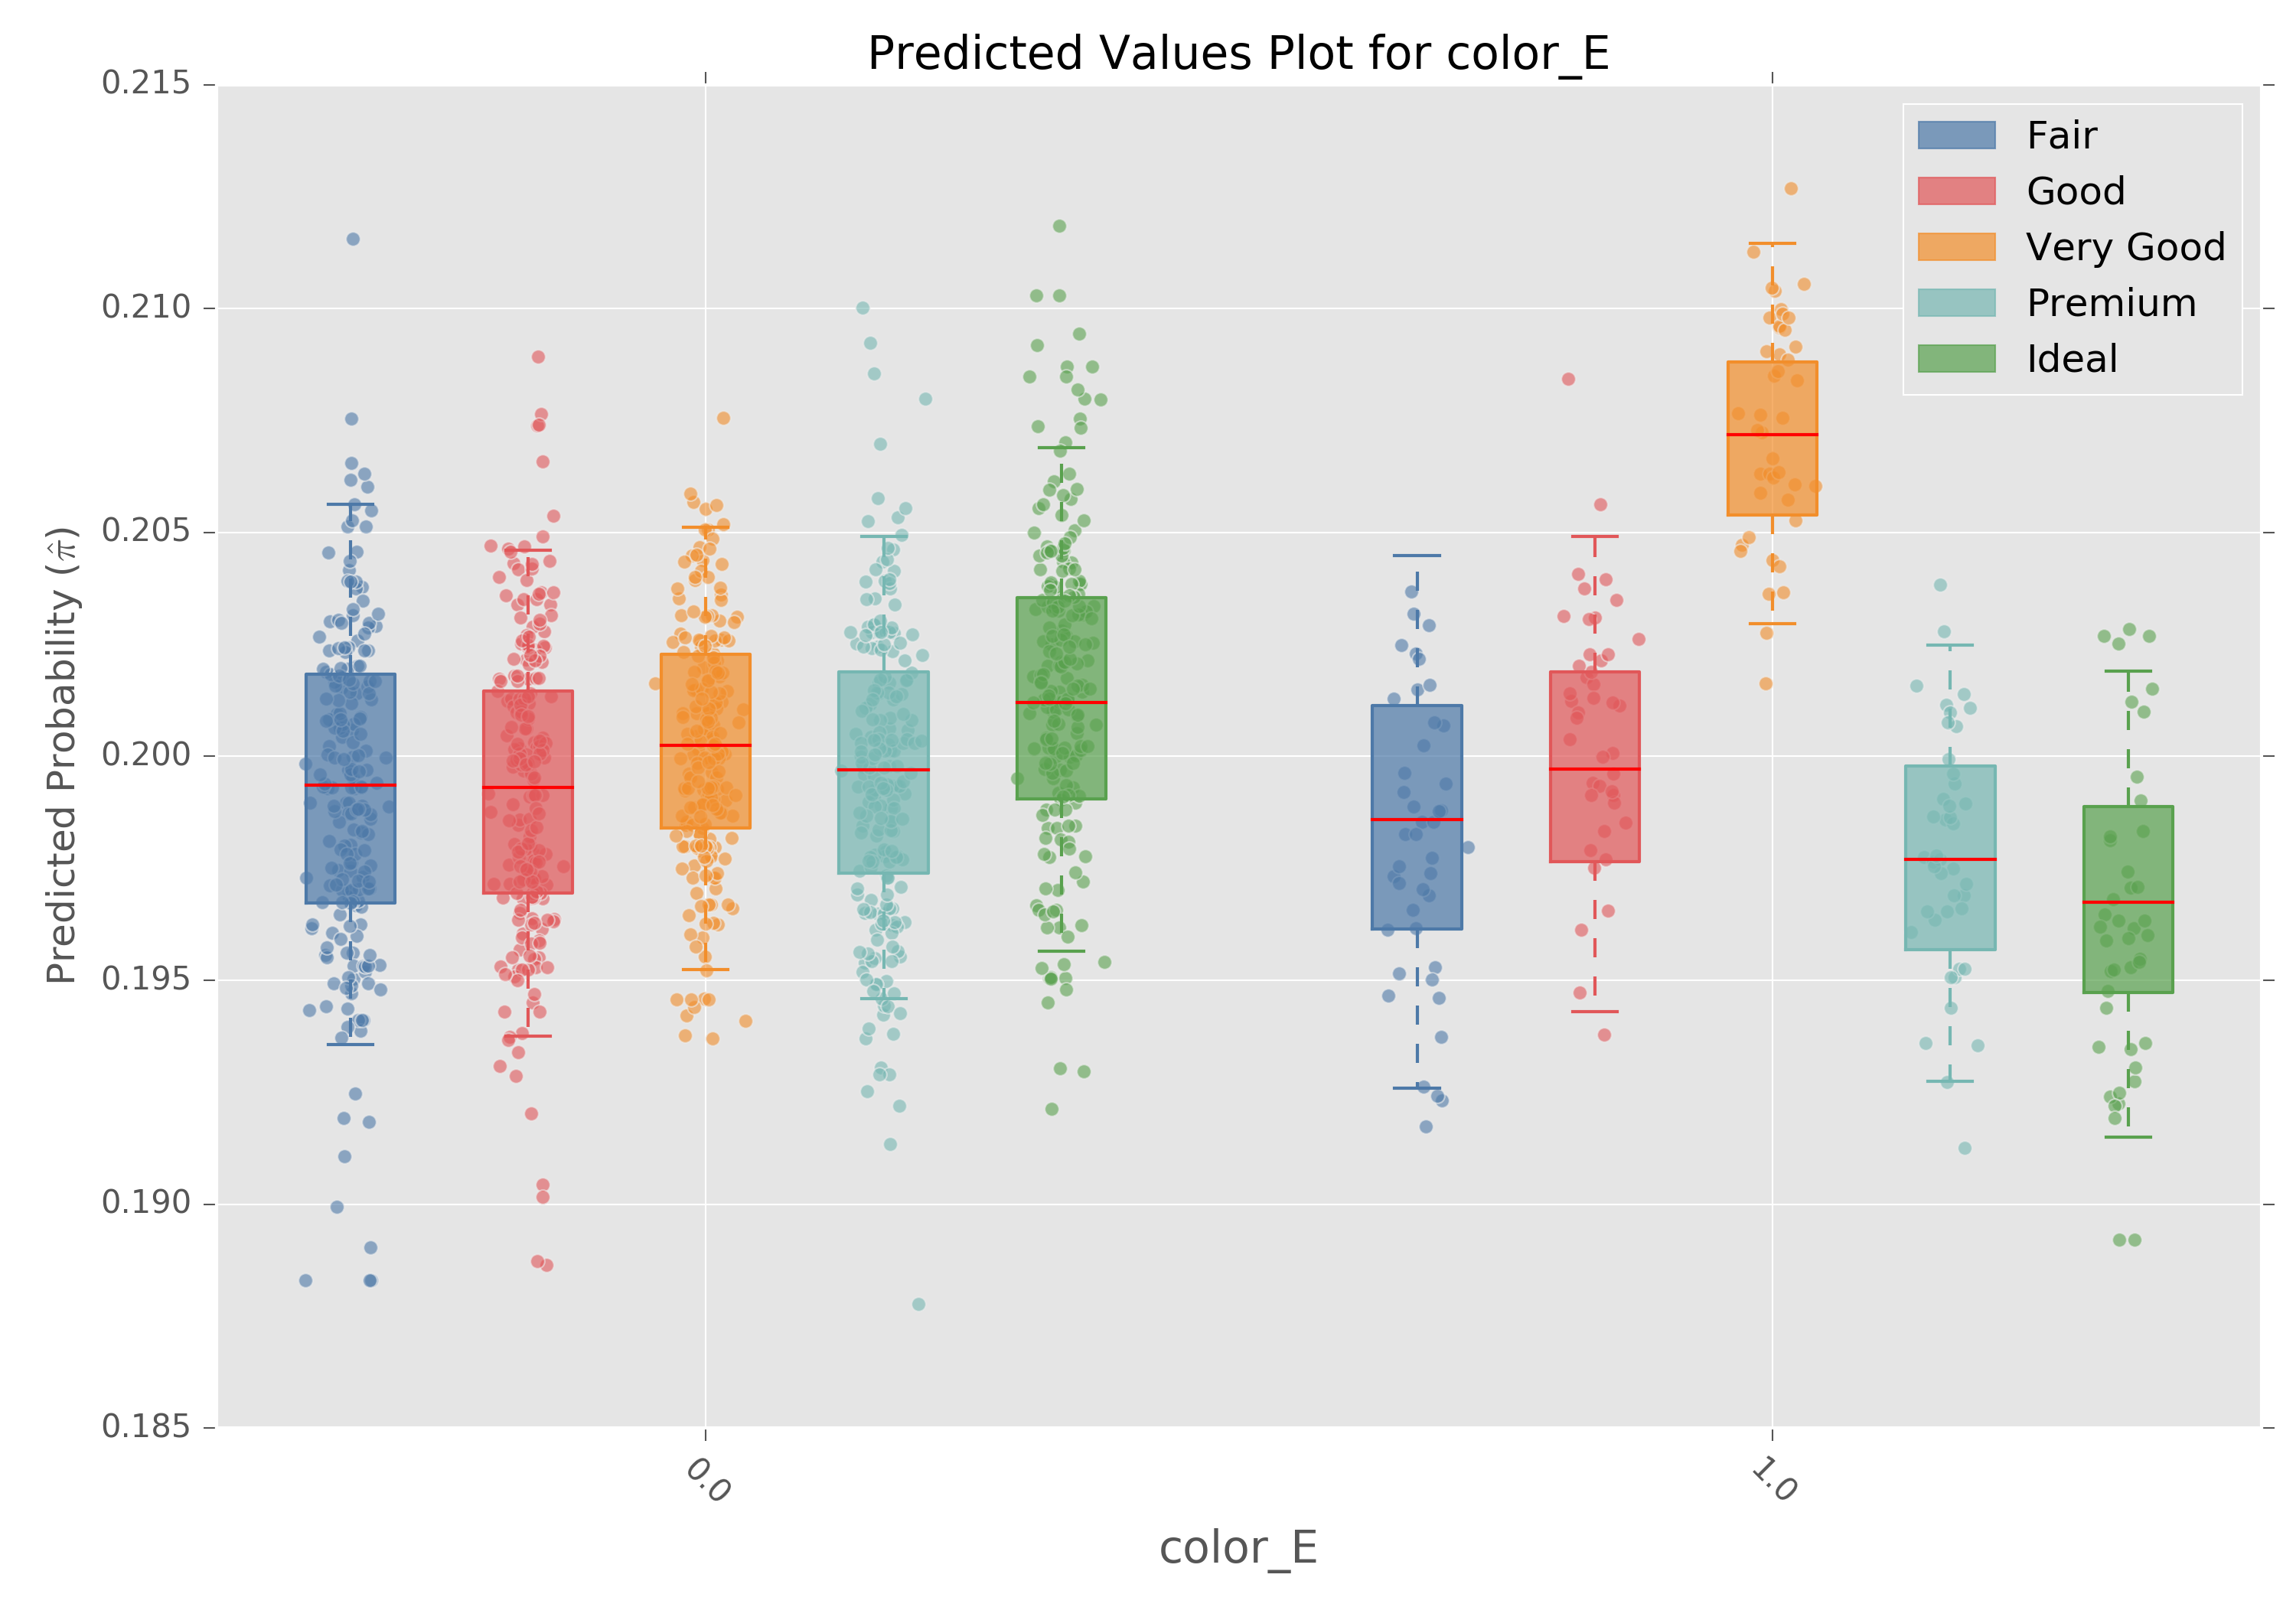 Predicted Values Plot for color_E
0.215
0.210
0.205
0.200
0.195
0.190
0.185
Predicted Probability (π̂)
Fair
Good
Very Good
Premium
Ideal
0.0
1.0
color_E